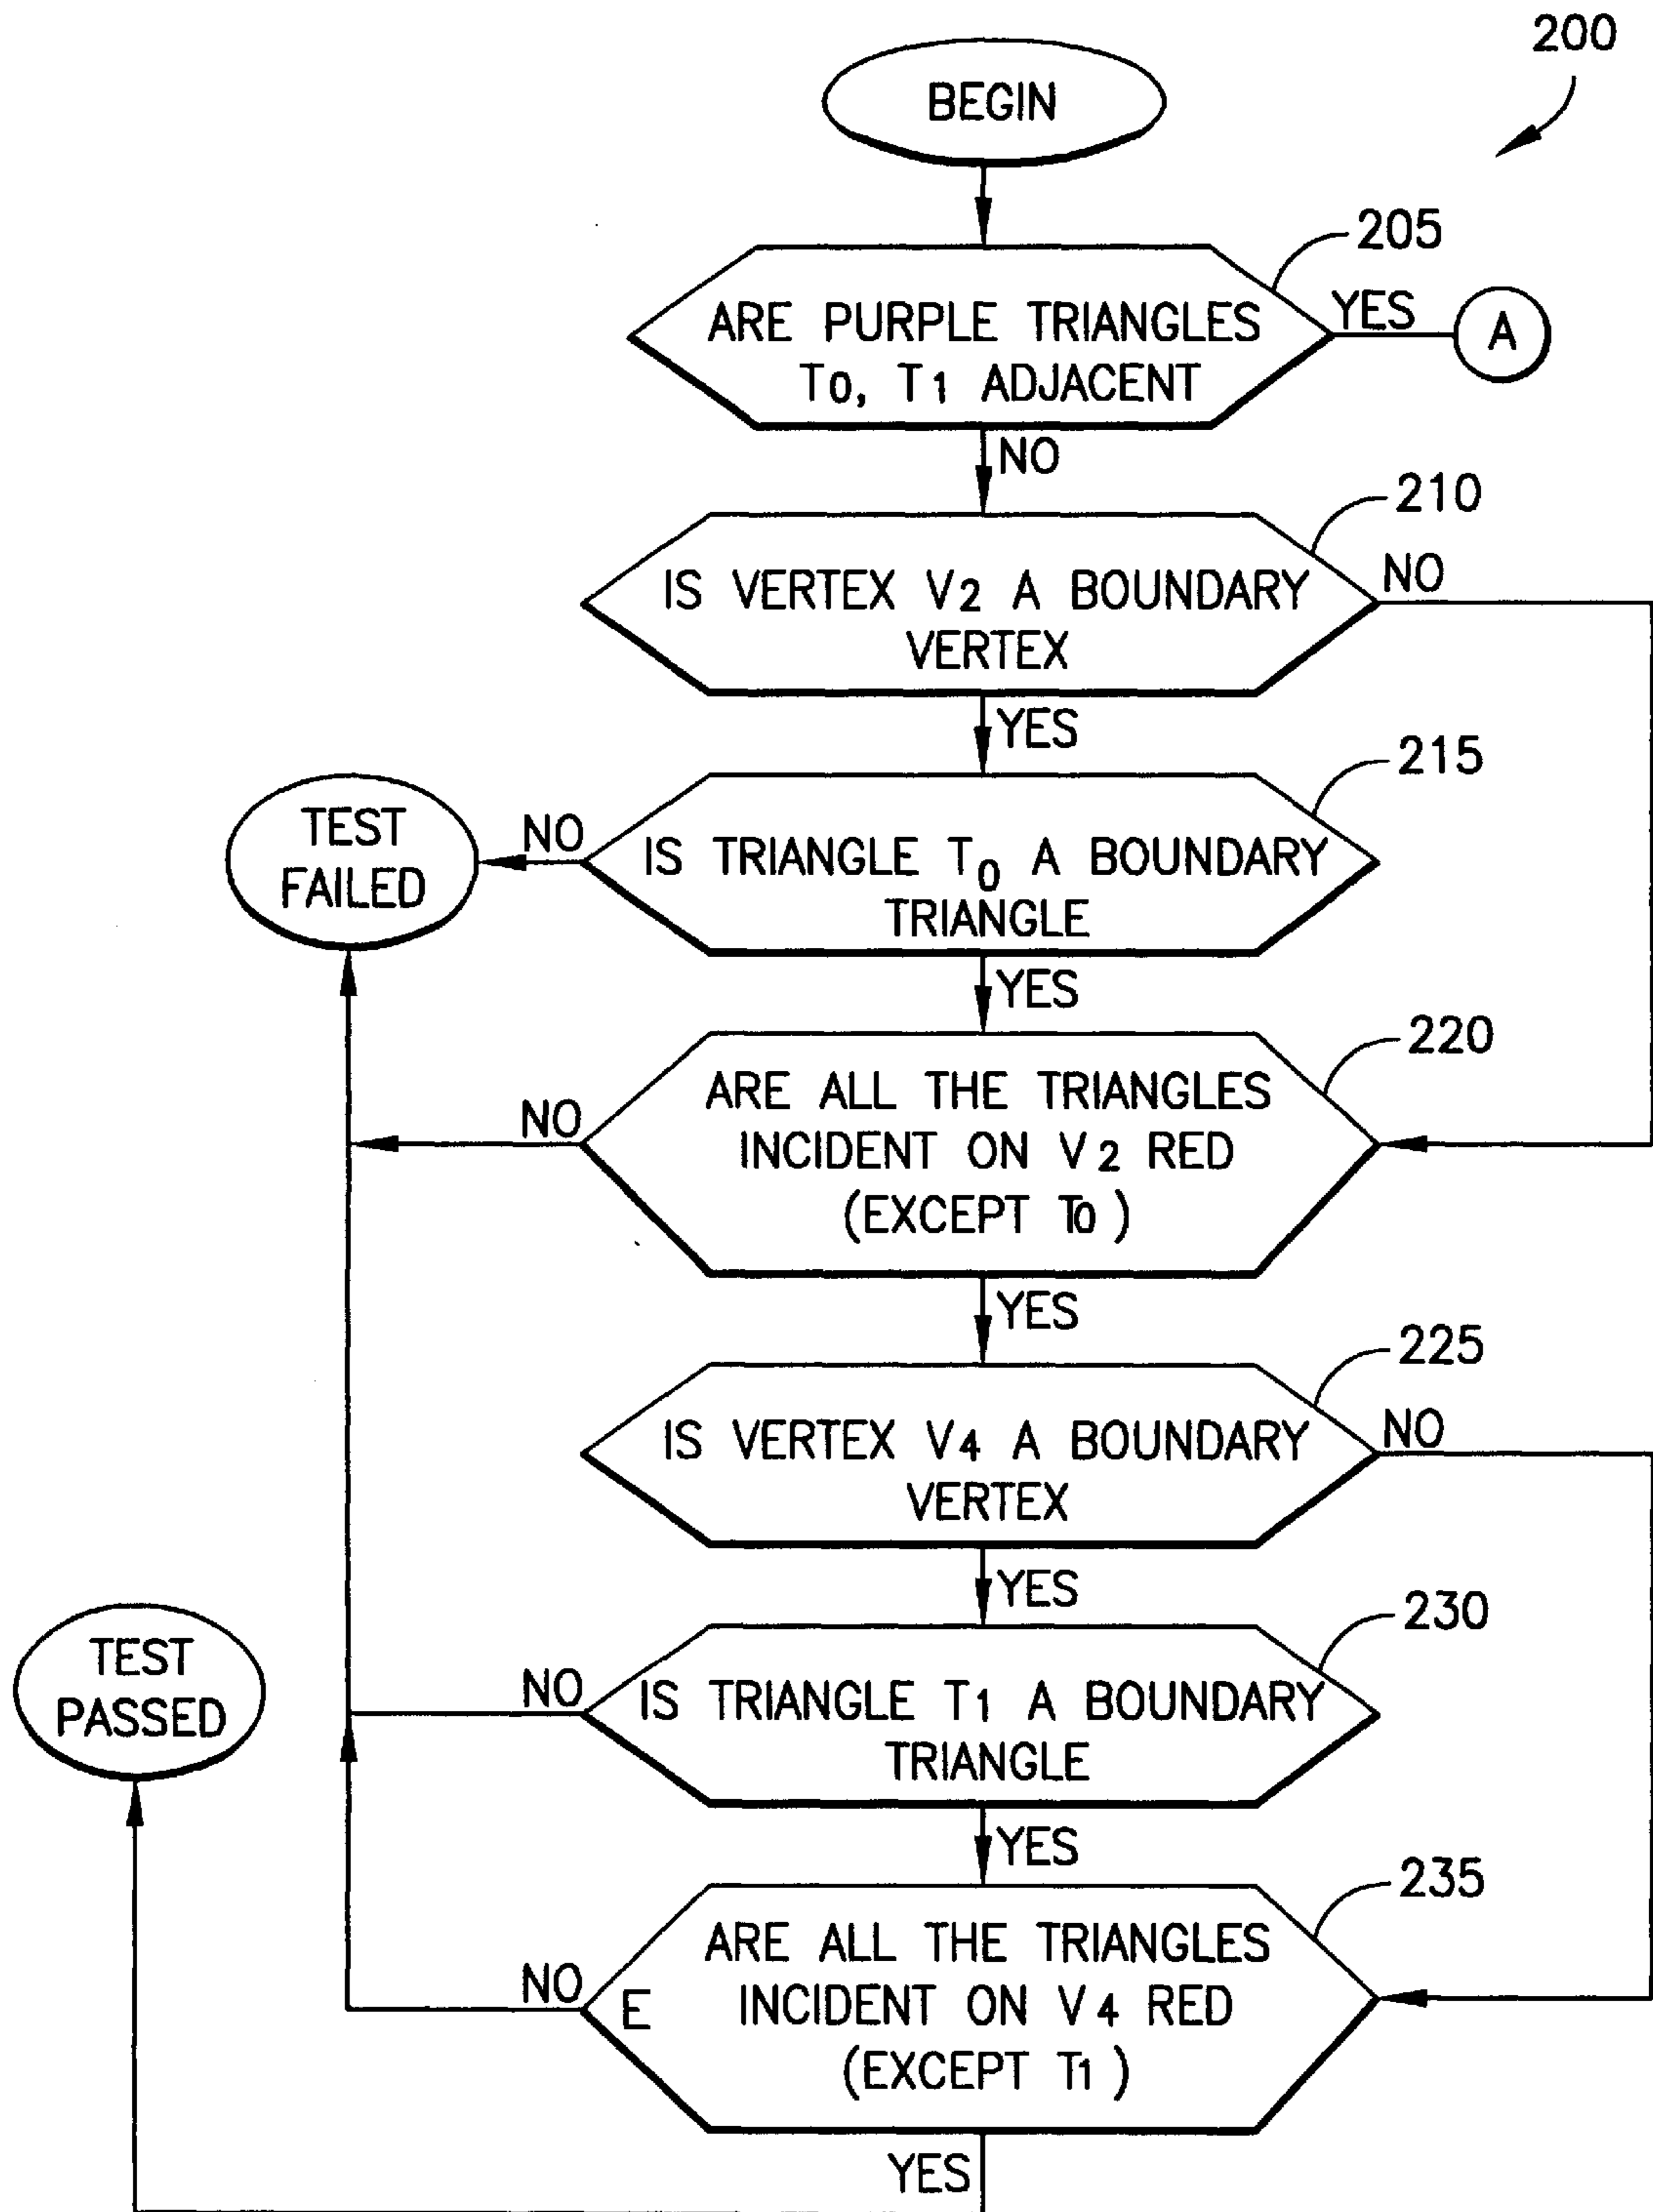 200
BEGIN
205
ARE PURPLE TRIANGLES
T0, T1 ADJACENT
YES
A
NO
210
IS VERTEX V2 A BOUNDARY
VERTEX
NO
YES
215
TEST
FAILED
NO
IS TRIANGLE T0 A BOUNDARY
TRIANGLE
YES
220
ARE ALL THE TRIANGLES
INCIDENT ON V2 RED
(EXCEPT T0)
NO
YES
225
IS VERTEX V4 A BOUNDARY
VERTEX
NO
YES
230
TEST
PASSED
NO
IS TRIANGLE T1 A BOUNDARY
TRIANGLE
YES
235
ARE ALL THE TRIANGLES
INCIDENT ON V4 RED
(EXCEPT T1)
NO
E
YES